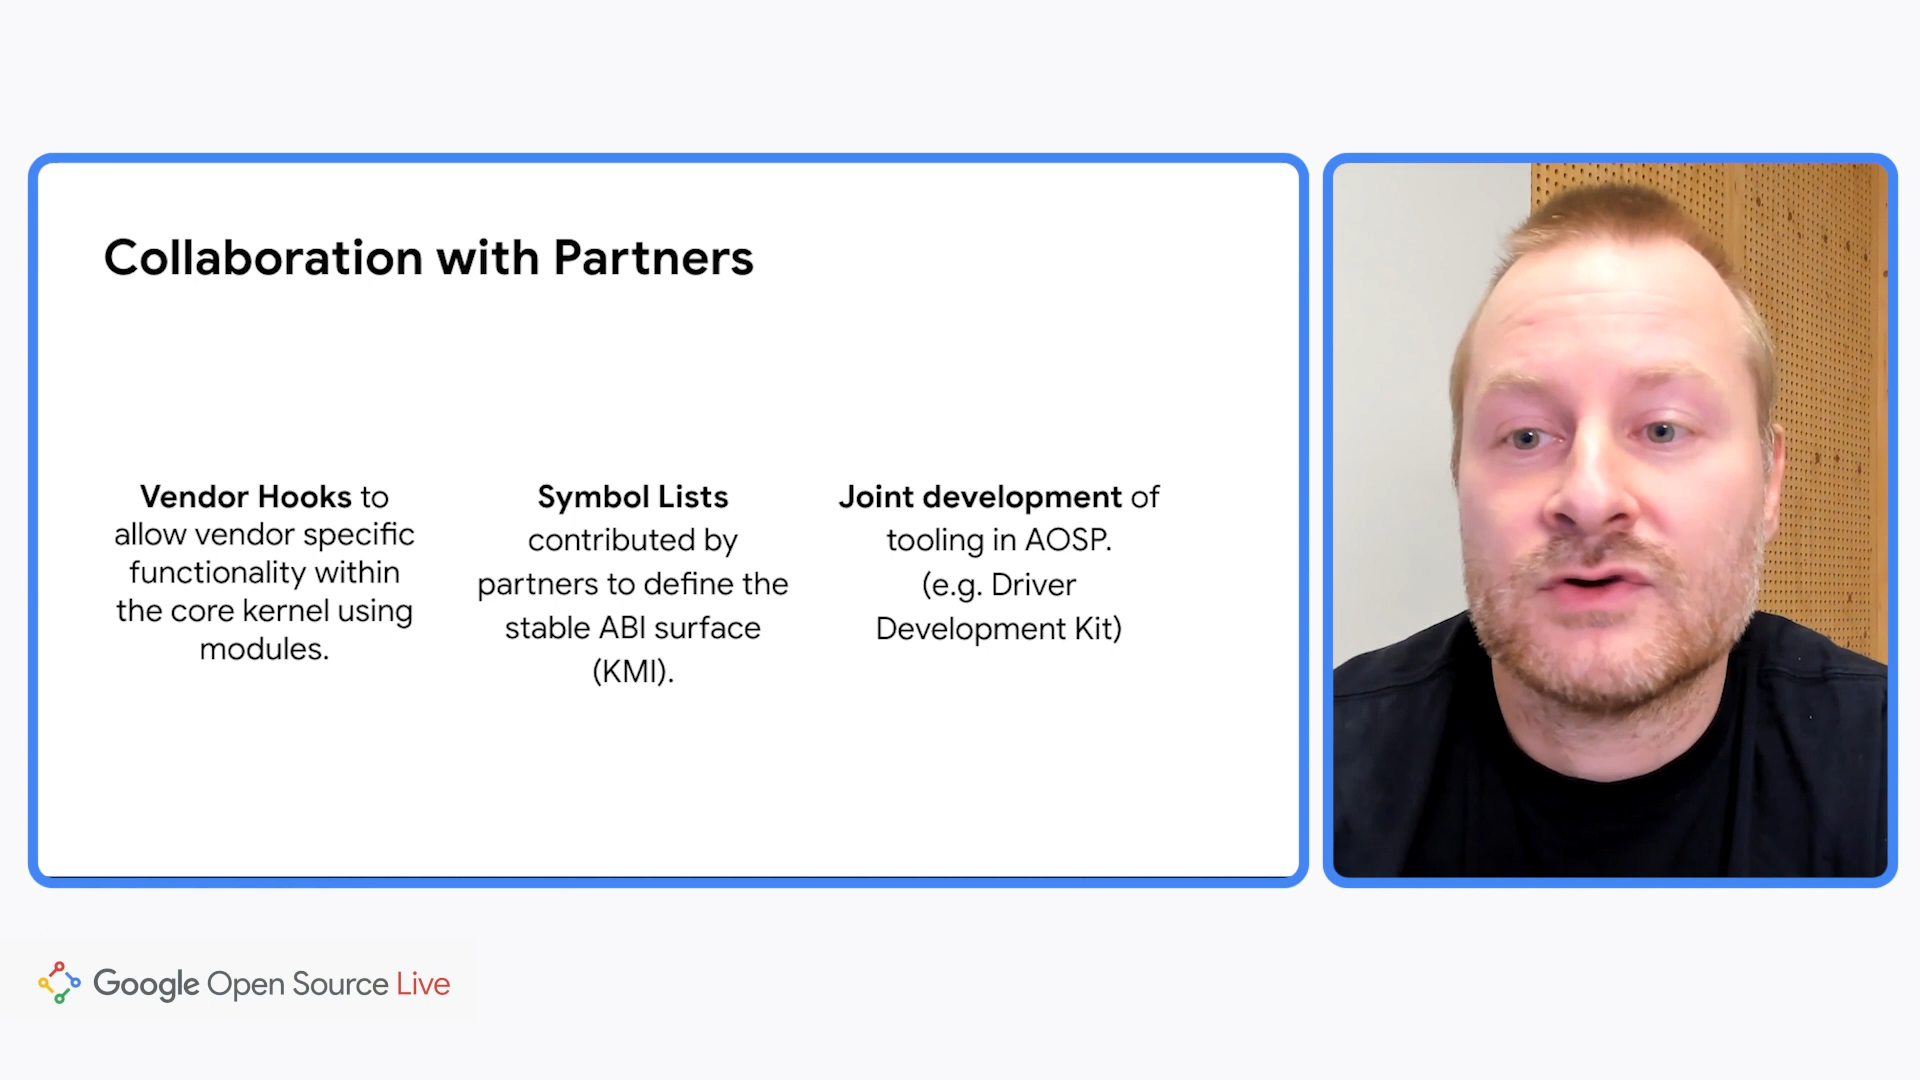 Collaboration with Partners
Vendor Hooks to
allow vendor specific
functionality within
the core kernel using
modules.
Symbol Lists
contributed by
partners to define the
stable ABI surface
(KMI).
Joint development of
tooling in AOSP.
(e.g. Driver
Development Kit)
Google Open Source Live